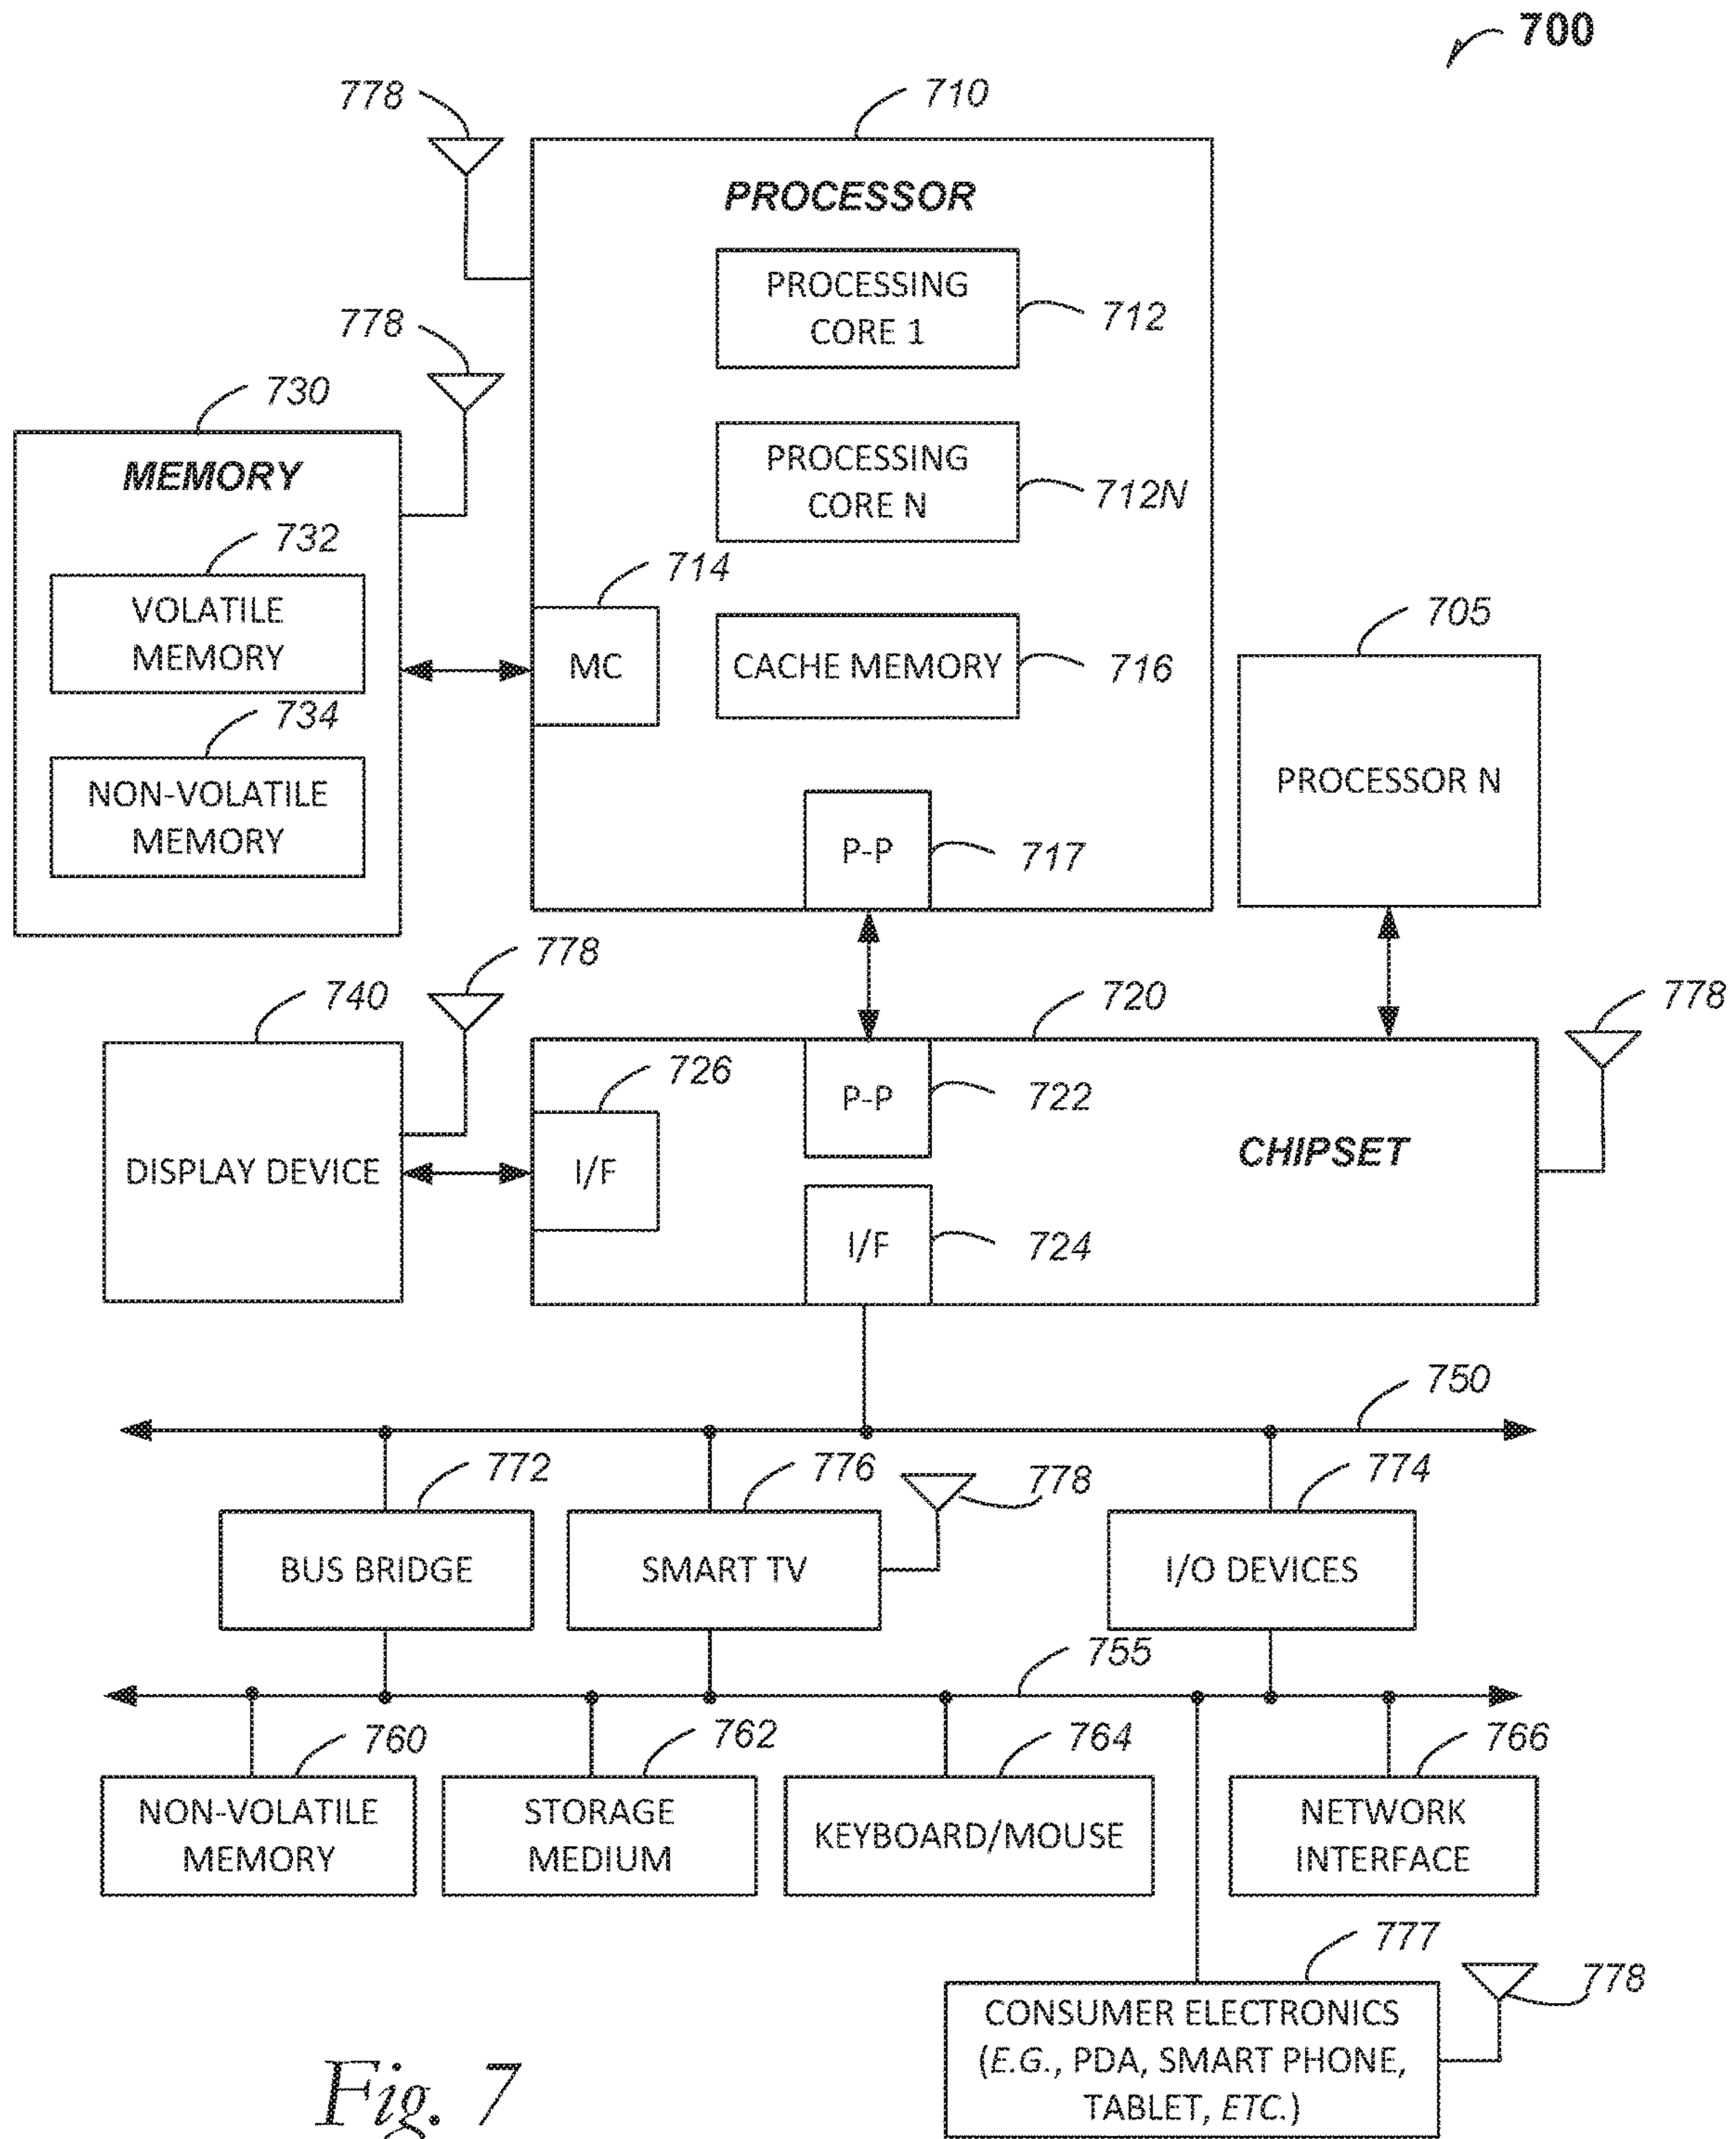 700
778
710
PROCESSOR
PROCESSING
CORE 1
712
778
730
MEMORY
PROCESSING
CORE N
712N
732
VOLATILE
MEMORY
714
MC
CACHE MEMORY
716
705
PROCESSOR N
734
NON-VOLATILE
MEMORY
P-P
717
778
740
DISPLAY DEVICE
720
778
726
I/F
P-P
722
CHIPSET
I/F
724
750
772
BUS BRIDGE
776
SMART TV
778
774
I/O DEVICES
755
760
NON-VOLATILE
MEMORY
762
STORAGE
MEDIUM
764
KEYBOARD/MOUSE
766
NETWORK
INTERFACE
777
CONSUMER ELECTRONICS
(E.G., PDA, SMART PHONE,
TABLET, ETC.)
778
Fig. 7